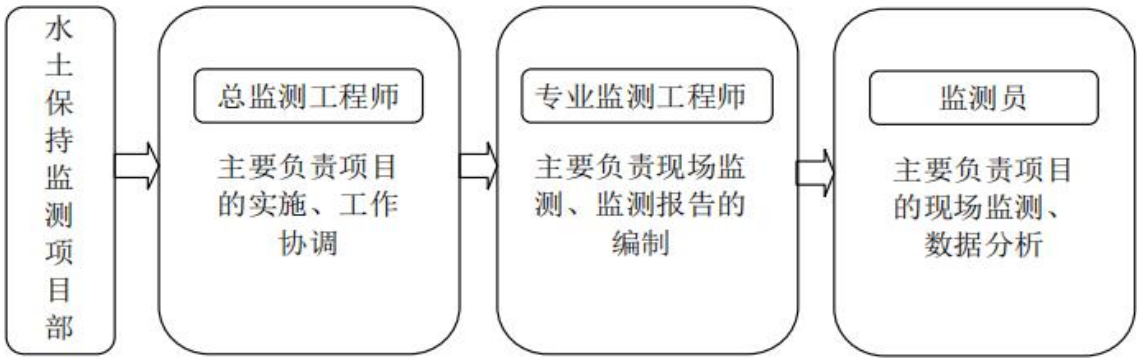 水土保持监测项目部
总监测工程师
主要负责项目
的实施、工作
协调
专业监测工程师
主要负责现场监
测、监测报告的
编制
监测员
主要负责项目
的现场监测、
数据分析